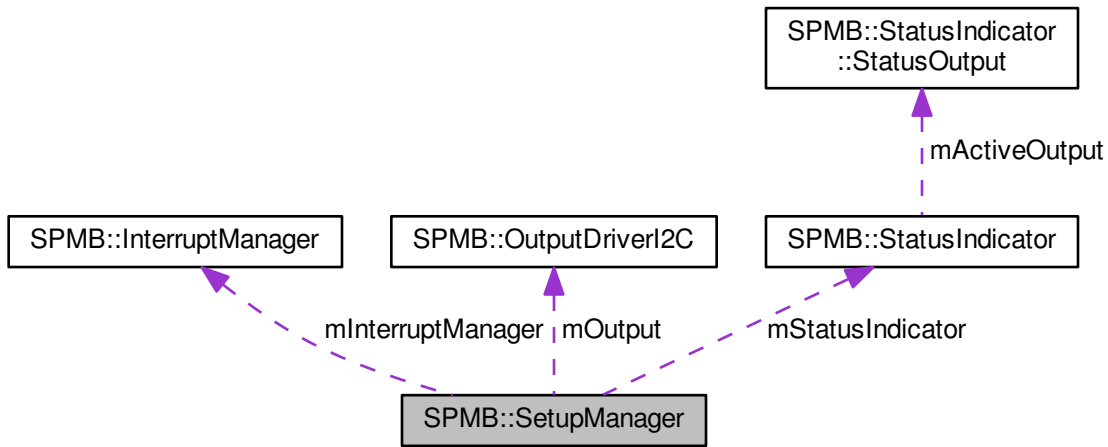 SPMB::StatusIndicator
::StatusOutput
mActiveOutput
SPMB::InterruptManager
SPMB::OutputDriverI2C
SPMB::StatusIndicator
mInterruptManager
mOutput
mStatusIndicator
SPMB::SetupManager